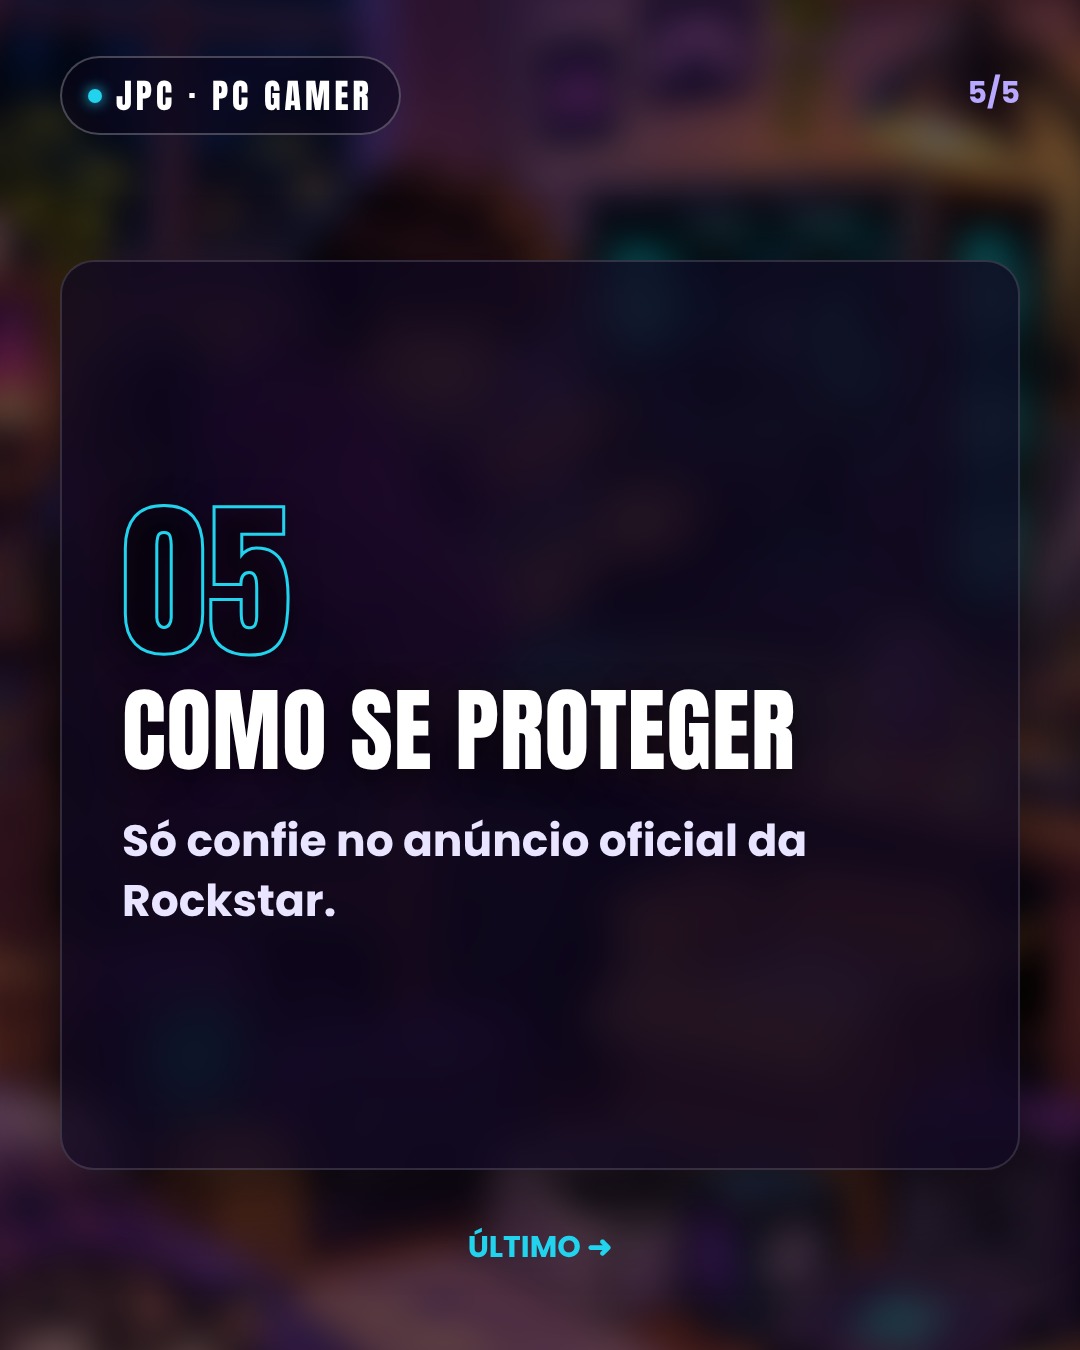 JPC · PC GAMER
5/5
05
COMO SE PROTEGER
Só confie no anúncio oficial da
Rockstar.
ÚLTIMO →